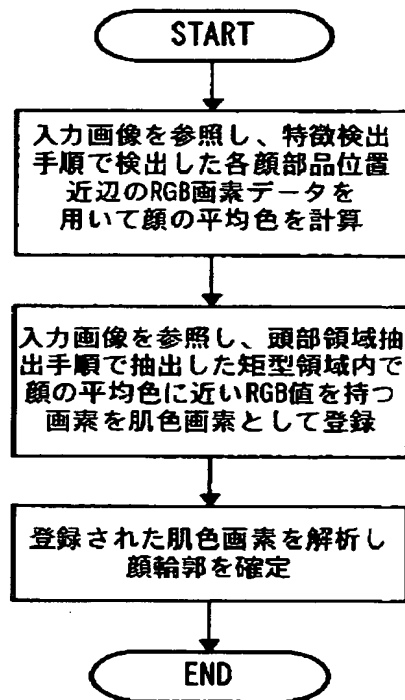 START
入力画像を参照し、特徴検出
手順で検出した各顔部品位置
近辺のRGB画素データを
用いて顔の平均色を計算
入力画像を参照し、頭部領域抽
出手順で抽出した矩型領域内で
顔の平均色に近いRGB値を持つ
画素を肌色画素として登録
登録された肌色画素を解析し
顔輪郭を確定
END